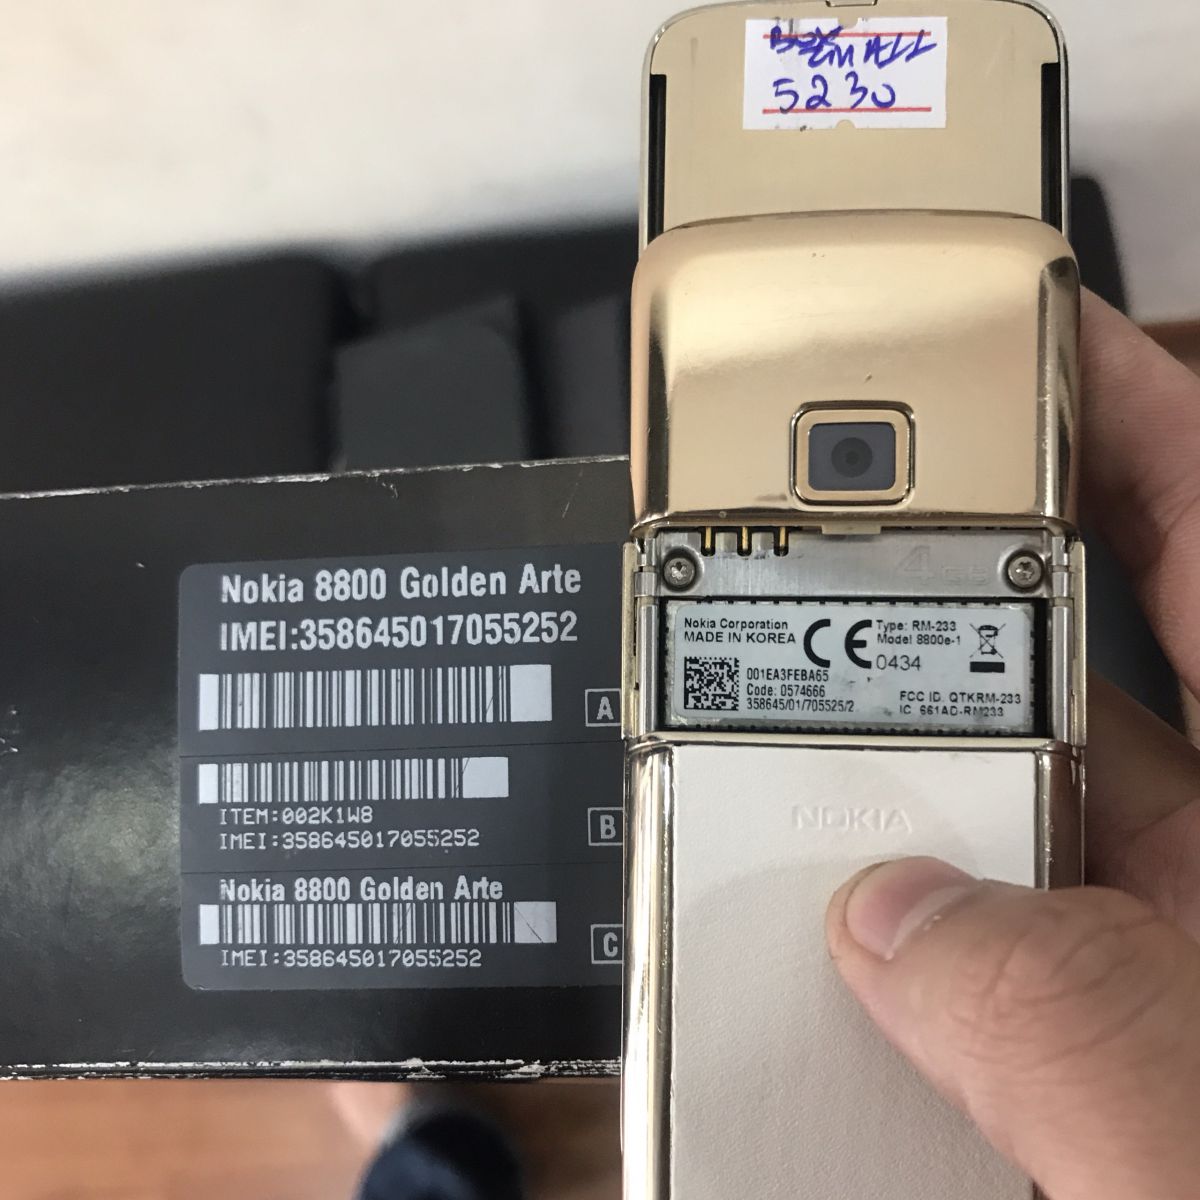 5230
4GB
Nokia 8800 Golden Arte
IMEI:358645017055252
A
ITEM:002K1W8
IMEI:358645017055252
B
Nokia 8800 Golden Arte
IMEI:358645017055252
C
Nokia Corporation
MADE IN KOREA
CE
0434
Type: RM-233
Model 8800e-1
001EA3FEBA65
Code: 0574666
358645/01/705525/2
FCC ID. QTKRM-233
IC. 661AD-RM233
NOKIA